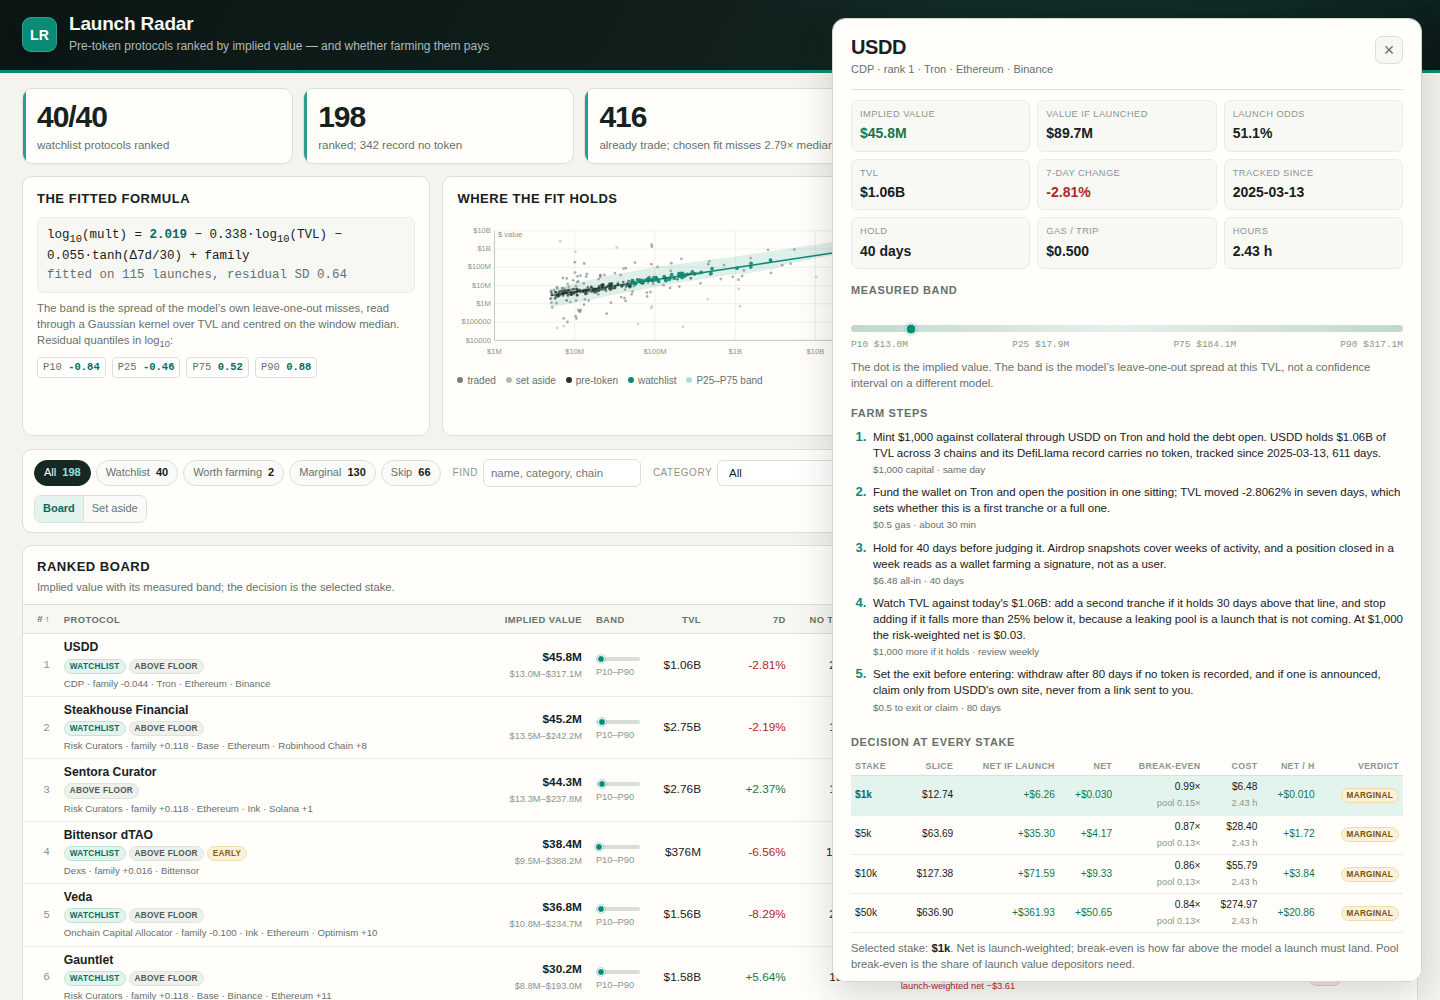 LR
Launch Radar
Pre-token protocols ranked by implied value — and whether farming them pays
40/40
watchlist protocols ranked
198
ranked; 342 record no token
416
already trade; chosen fit misses 2.79× median
THE FITTED FORMULA
log10(mult) = 2.019 − 0.338·log10(TVL) −
0.055·tanh(Δ7d/30) + family
fitted on 115 launches, residual SD 0.64
The band is the spread of the model's own leave-one-out misses, read
through a Gaussian kernel over TVL and centred on the window median.
Residual quantiles in log10:
P10 -0.84 P25 -0.46 P75 0.52 P90 0.88
WHERE THE FIT HOLDS
$ value
$10B
$1B
$100M
$10M
$1M
$100000
$10000
$1M $10M $100M $1B $10B
traded set aside pre-token watchlist P25–P75 band
All 198 Watchlist 40 Worth farming 2 Marginal 130 Skip 66 FIND name, category, chain CATEGORY All
Board Set aside
RANKED BOARD
Implied value with its measured band; the decision is the selected stake.
# ↑ PROTOCOL IMPLIED VALUE BAND TVL 7D NO T
1 USDD $45.8M $1.06B -2.81%
WATCHLIST ABOVE FLOOR $13.0M–$317.1M P10–P90
CDP · family -0.044 · Tron · Ethereum · Binance
2 Steakhouse Financial $45.2M $2.75B -2.19%
WATCHLIST ABOVE FLOOR $13.5M–$242.2M P10–P90
Risk Curators · family +0.118 · Base · Ethereum · Robinhood Chain +8
3 Sentora Curator $44.3M $2.76B +2.37%
ABOVE FLOOR $13.3M–$237.8M P10–P90
Risk Curators · family +0.118 · Ethereum · Ink · Solana +1
4 Bittensor dTAO $38.4M $376M -6.56%
WATCHLIST ABOVE FLOOR EARLY $9.5M–$388.2M P10–P90
Dexs · family +0.016 · Bittensor
5 Veda $36.8M $1.56B -8.29%
WATCHLIST ABOVE FLOOR $10.8M–$234.7M P10–P90
Onchain Capital Allocator · family -0.100 · Ink · Ethereum · Optimism +10
6 Gauntlet $30.2M $1.58B +5.64%
WATCHLIST ABOVE FLOOR $8.8M–$193.0M P10–P90
Risk Curators · family +0.118 · Base · Binance · Ethereum +11
launch-weighted net −$3.61
USDD
×
CDP · rank 1 · Tron · Ethereum · Binance
IMPLIED VALUE VALUE IF LAUNCHED LAUNCH ODDS
$45.8M $89.7M 51.1%
TVL 7-DAY CHANGE TRACKED SINCE
$1.06B -2.81% 2025-03-13
HOLD GAS / TRIP HOURS
40 days $0.500 2.43 h
MEASURED BAND
P10 $13.0M P25 $17.9M P75 $184.1M P90 $317.1M
The dot is the implied value. The band is the model's leave-one-out spread at this TVL, not a confidence
interval on a different model.
FARM STEPS
1. Mint $1,000 against collateral through USDD on Tron and hold the debt open. USDD holds $1.06B of
TVL across 3 chains and its DefiLlama record carries no token, tracked since 2025-03-13, 611 days.
$1,000 capital · same day
2. Fund the wallet on Tron and open the position in one sitting; TVL moved -2.8062% in seven days, which
sets whether this is a first tranche or a full one.
$0.5 gas · about 30 min
3. Hold for 40 days before judging it. Airdrop snapshots cover weeks of activity, and a position closed in a
week reads as a wallet farming a signature, not as a user.
$6.48 all-in · 40 days
4. Watch TVL against today's $1.06B: add a second tranche if it holds 30 days above that line, and stop
adding if it falls more than 25% below it, because a leaking pool is a launch that is not coming. At $1,000
the risk-weighted net is $0.03.
$1,000 more if it holds · review weekly
5. Set the exit before entering: withdraw after 80 days if no token is recorded, and if one is announced,
claim only from USDD's own site, never from a link sent to you.
$0.5 to exit or claim · 80 days
DECISION AT EVERY STAKE
STAKE SLICE NET IF LAUNCH NET BREAK-EVEN COST NET / H VERDICT
$1k $12.74 +$6.26 +$0.030 0.99× $6.48 +$0.010 MARGINAL
pool 0.15× 2.43 h
$5k $63.69 +$35.30 +$4.17 0.87× $28.40 +$1.72 MARGINAL
pool 0.13× 2.43 h
$10k $127.38 +$71.59 +$9.33 0.86× $55.79 +$3.84 MARGINAL
pool 0.13× 2.43 h
$50k $636.90 +$361.93 +$50.65 0.84× $274.97 +$20.86 MARGINAL
pool 0.13× 2.43 h
Selected stake: $1k. Net is launch-weighted; break-even is how far above the model a launch must land. Pool
break-even is the share of launch value depositors need.